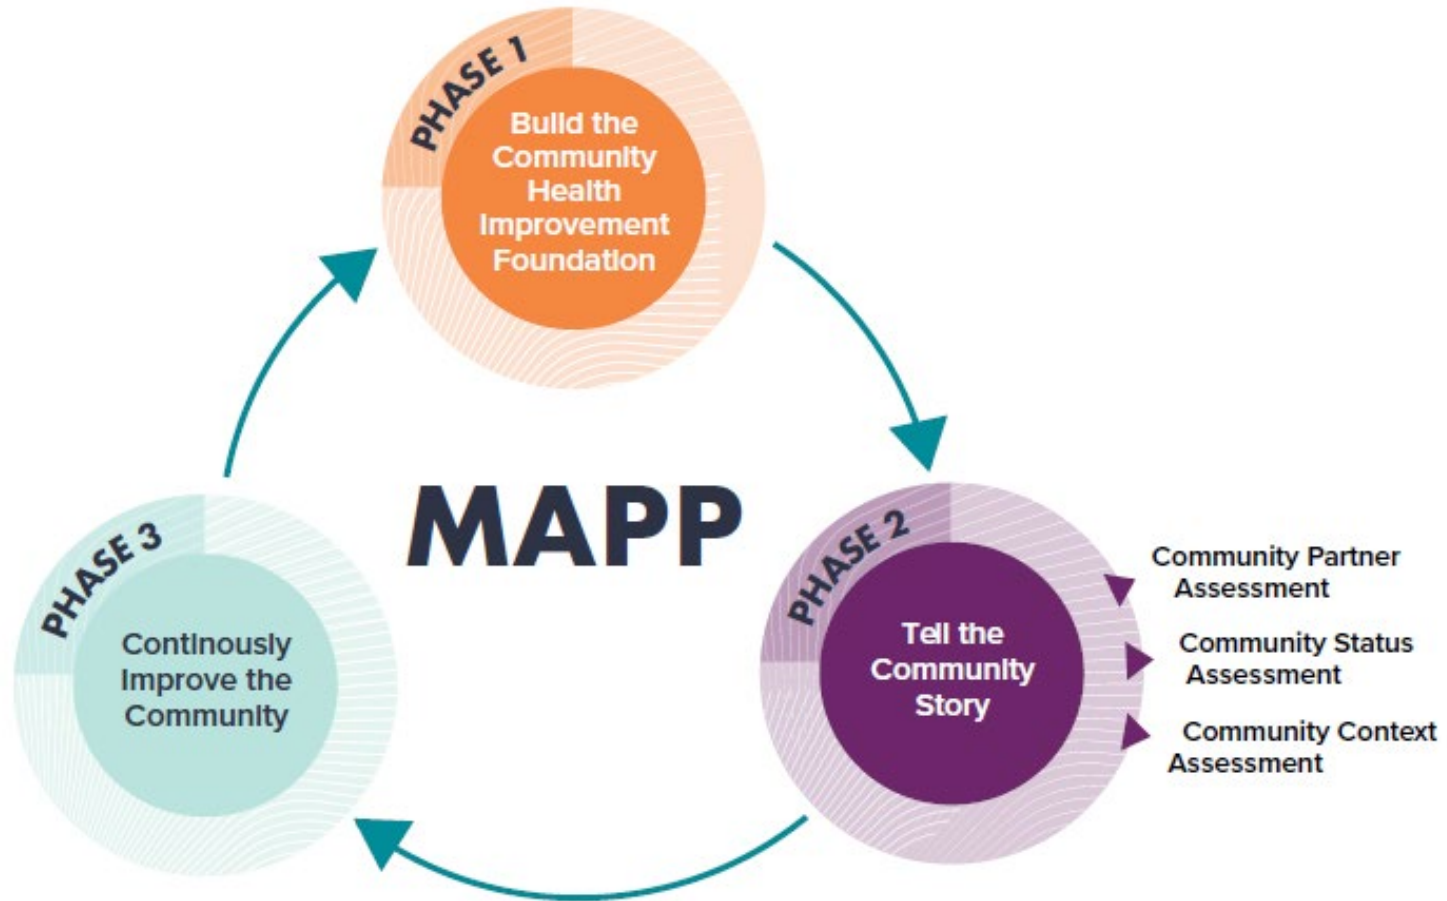 PHASE 1
Build the
Community
Health
Improvement
Foundation
MAPP
PHASE 2
Tell the
Community
Story
Community Partner
Assessment
Community Status
Assessment
Community Context
Assessment
PHASE 3
Continously
Improve the
Community